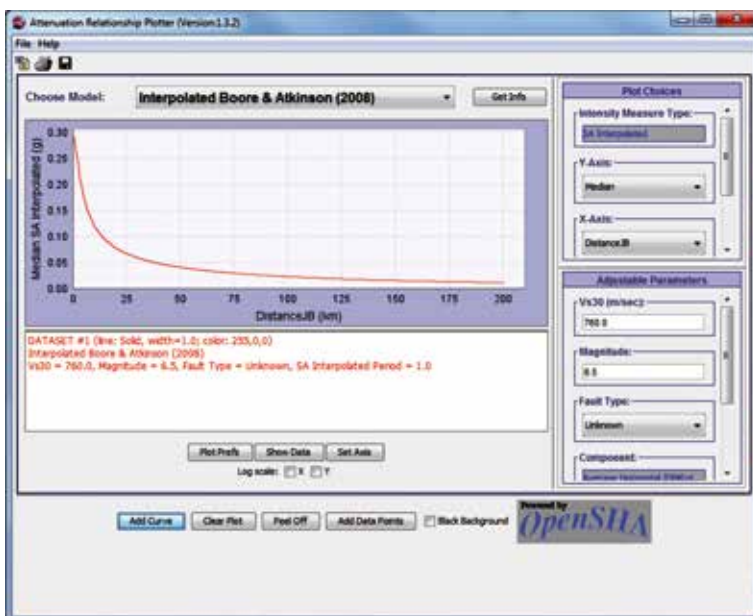 Attenuation Relationship Plotter (Version1.3.2)
File Help
Choose Model:
Interpolated Boore & Atkinson (2008)
Get Info
Plot Choices
Intensity Measure Type:
SA Interpolated
Y-Axis:
Median
X-Axis:
DistanceJB
Median SA Interpolated (g)
0.30
0.25
0.20
0.15
0.10
0.05
0.00
0 25 50 75 100 125 150 175 200
DistanceJB (km)
DATASET #1 (line: Solid, width=1.0; color: 255,0,0)
Interpolated Boore & Atkinson (2008)
Vs30 = 760.0, Magnitude = 6.5, Fault Type = Unknown, SA Interpolated Period = 1.0
Adjustable Parameters
Vs30 (m/sec):
760.0
Magnitude:
6.5
Fault Type:
Unknown
Component:
Plot Prefs Show Data Set Axis
Log scale: X Y
Add Curve Clear Plot Peel Off Add Data Points Black Background
Powered by
OpenSHA